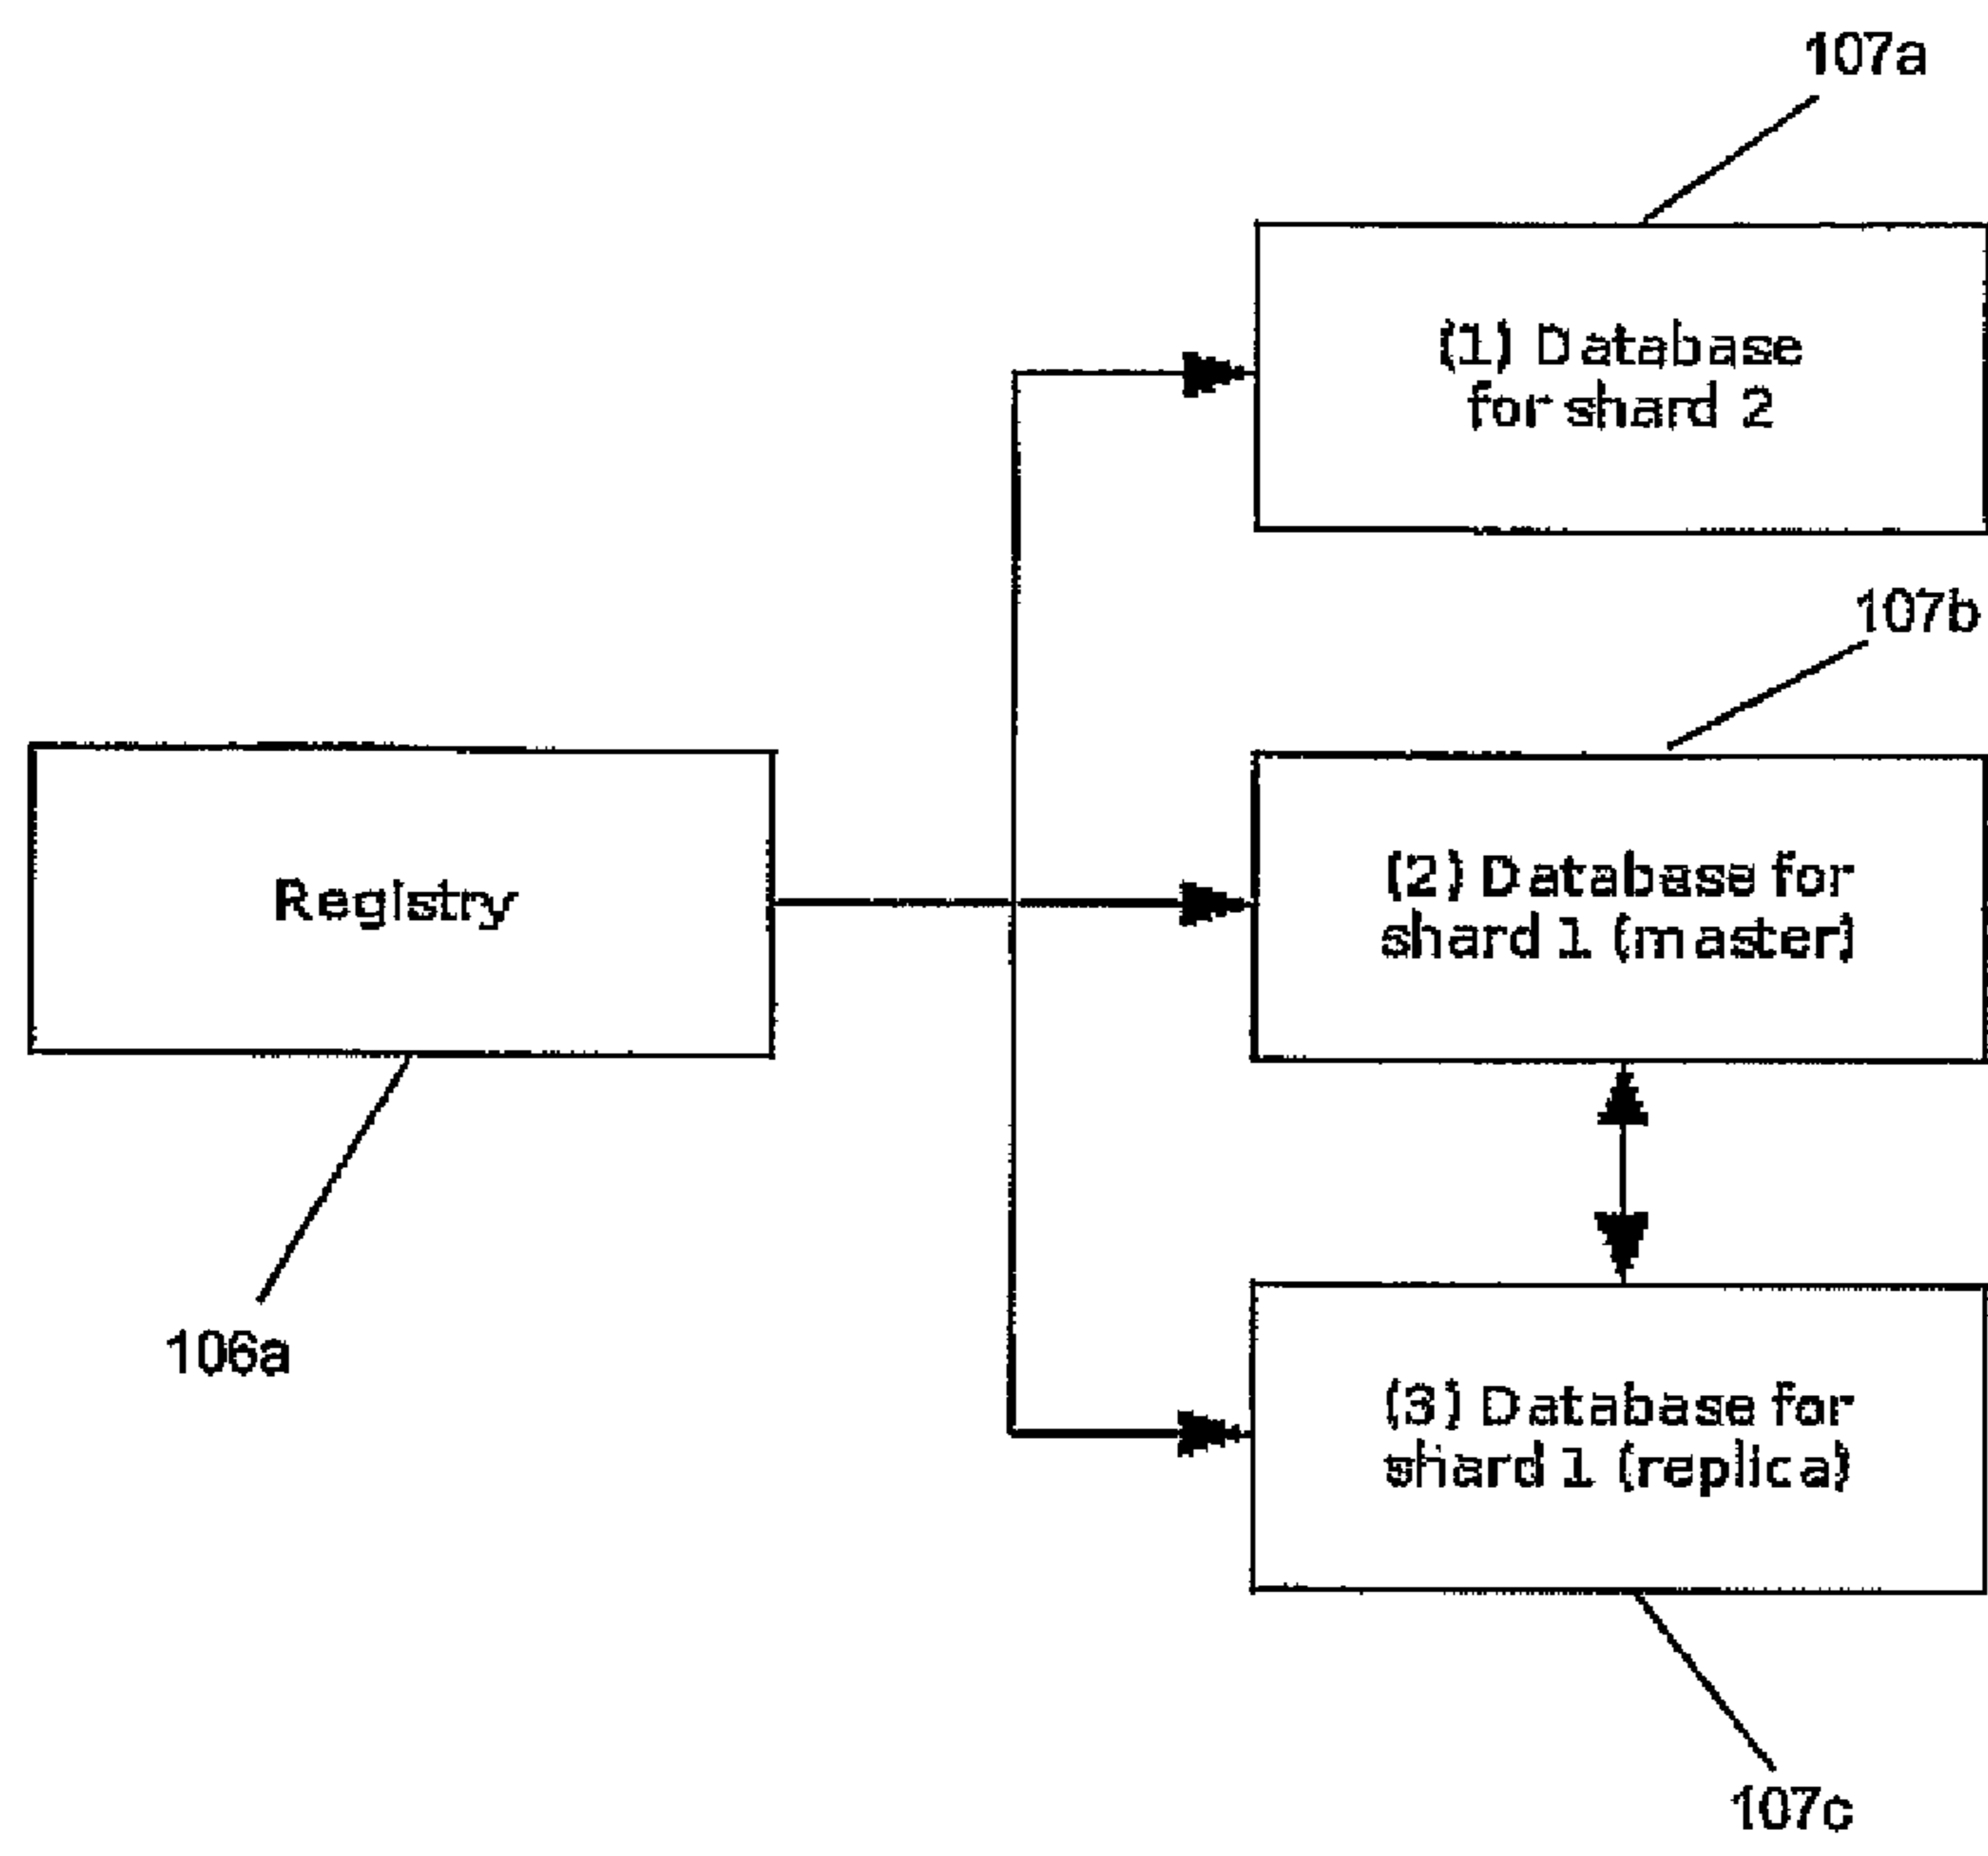 107a
(1) Database
for shard 2
107b
Registry
(2) Database for
shard 1 (master)
106a
(3) Database for
shard 1 (replica)
107c